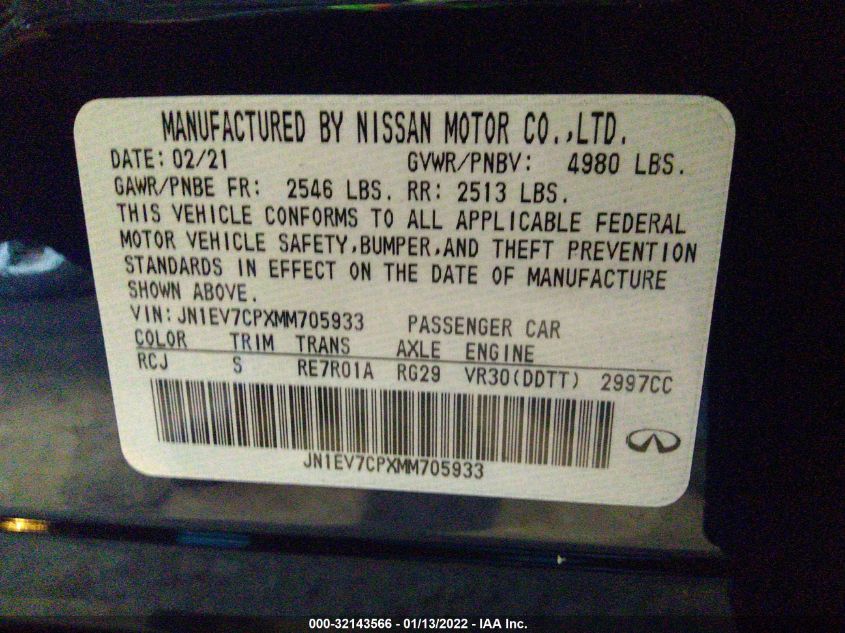 MANUFACTURED BY NISSAN MOTOR CO.,LTD.
DATE: 02/21 GVWR/PNBV: 4980 LBS.
GAWR/PNBE FR: 2546 LBS. RR: 2513 LBS.
THIS VEHICLE CONFORMS TO ALL APPLICABLE FEDERAL
MOTOR VEHICLE SAFETY,BUMPER,AND THEFT PREVENTION
STANDARDS IN EFFECT ON THE DATE OF MANUFACTURE
SHOWN ABOVE.
VIN: JN1EV7CPXMM705933 PASSENGER CAR
COLOR TRIM TRANS AXLE ENGINE
RCJ S RE7R01A RG29 VR30(DDTT) 2997CC
JN1EV7CPXMM705933
000-32143566 - 01/13/2022 - IAA Inc.